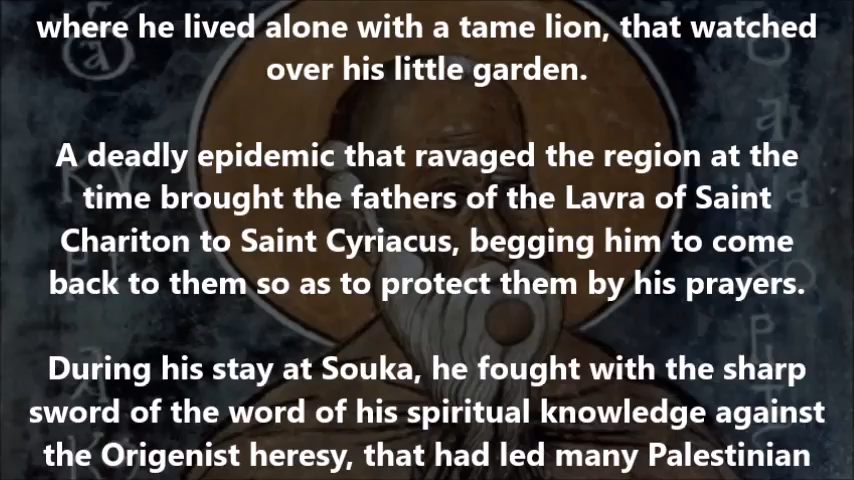 where he lived alone with a tame lion, that watched
over his little garden.
A deadly epidemic that ravaged the region at the
time brought the fathers of the Lavra of Saint
Chariton to Saint Cyriacus, begging him to come
back to them so as to protect them by his prayers.
During his stay at Souka, he fought with the sharp
sword of the word of his spiritual knowledge against
the Origenist heresy, that had led many Palestinian